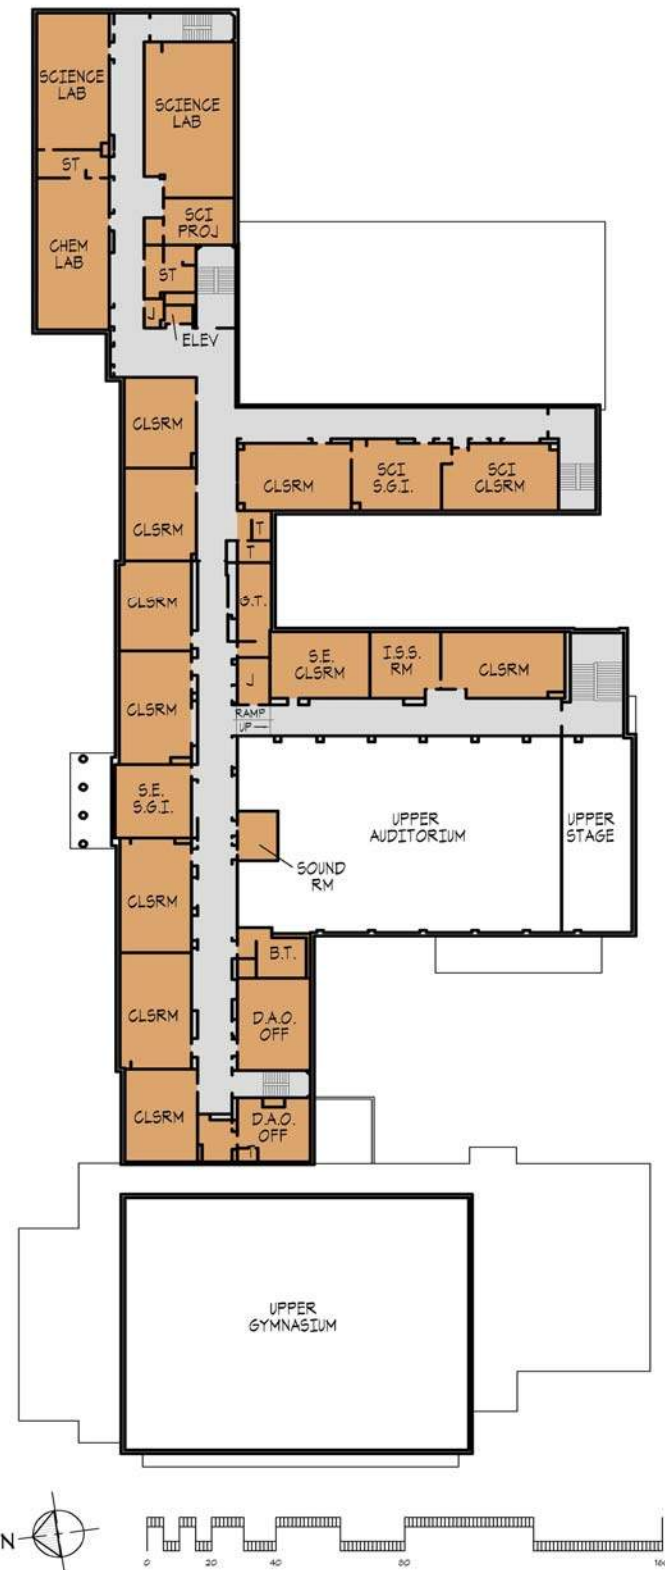 SCIENCE
LAB
SCIENCE
LAB
ST
SCI
PROJ
CHEM
LAB
ST
J
ELEV
CLSRM
CLSRM
SCI
S.G.I.
SCI
CLSRM
CLSRM
T
T
CLSRM
G.T.
S.E.
CLSRM
I.S.S.
RM
CLSRM
J
CLSRM
RAMP
UP
S.E.
S.G.I.
UPPER
AUDITORIUM
UPPER
STAGE
SOUND
RM
CLSRM
B.T.
CLSRM
D.A.O.
OFF
CLSRM
D.A.O.
OFF
UPPER
GYMNASIUM
N
0 20 40 80 160